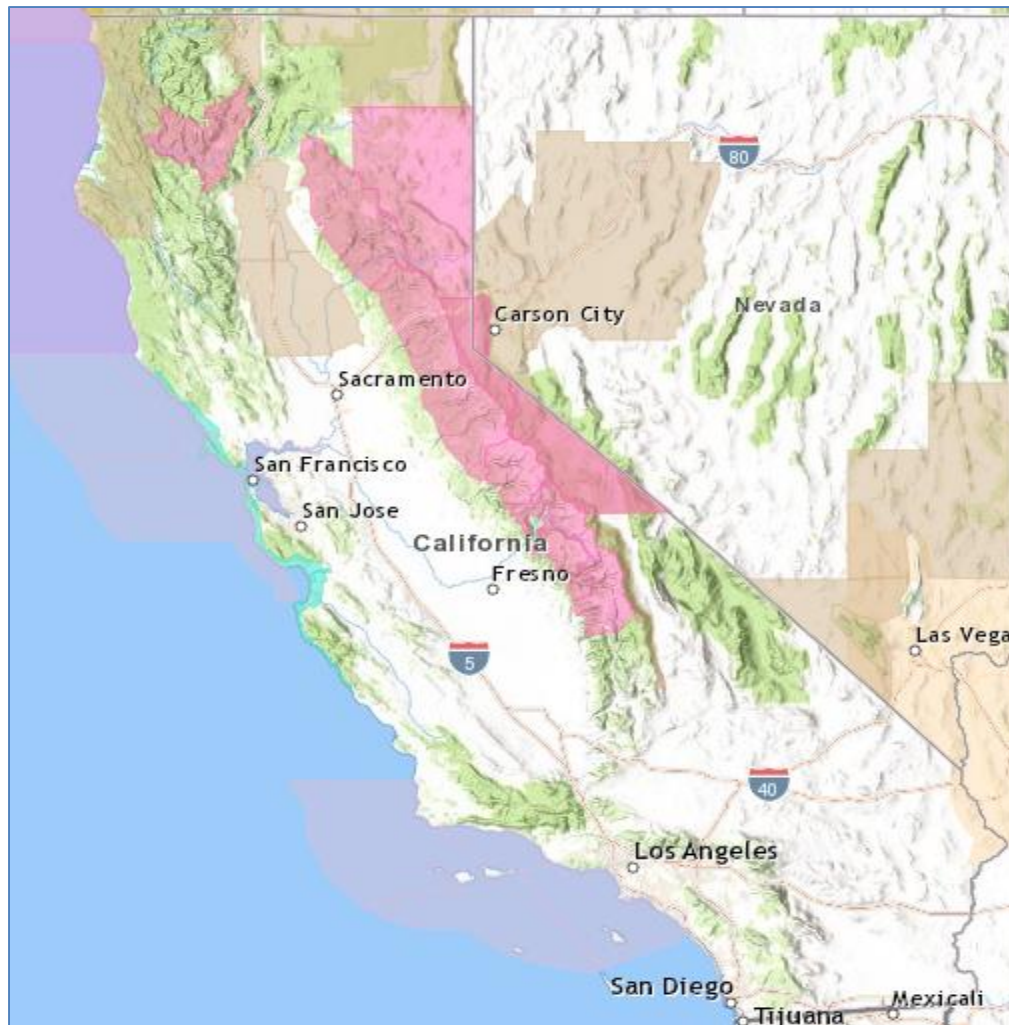 80
Nevada
Carson City
Sacramento
San Francisco
San Jose
California
Fresno
Las Vega
5
40
Los Angeles
San Diego
Mexicali
Tijuana